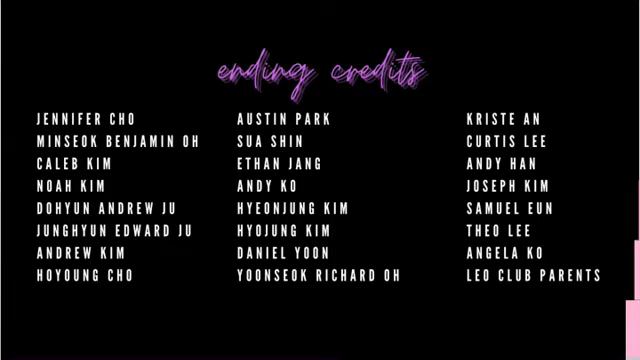 ending credits
JENNIFER CHO
MINSEOK BENJAMIN OH
CALEB KIM
NOAH KIM
DOHYUN ANDREW JU
JUNGHYUN EDWARD JU
ANDREW KIM
HOYOUNG CHO
AUSTIN PARK
SUA SHIN
ETHAN JANG
ANDY KO
HYEONJUNG KIM
HYOJUNG KIM
DANIEL YOON
YOONSEOK RICHARD OH
KRISTE AN
CURTIS LEE
ANDY HAN
JOSEPH KIM
SAMUEL EUN
THEO LEE
ANGELA KO
LEO CLUB PARENTS